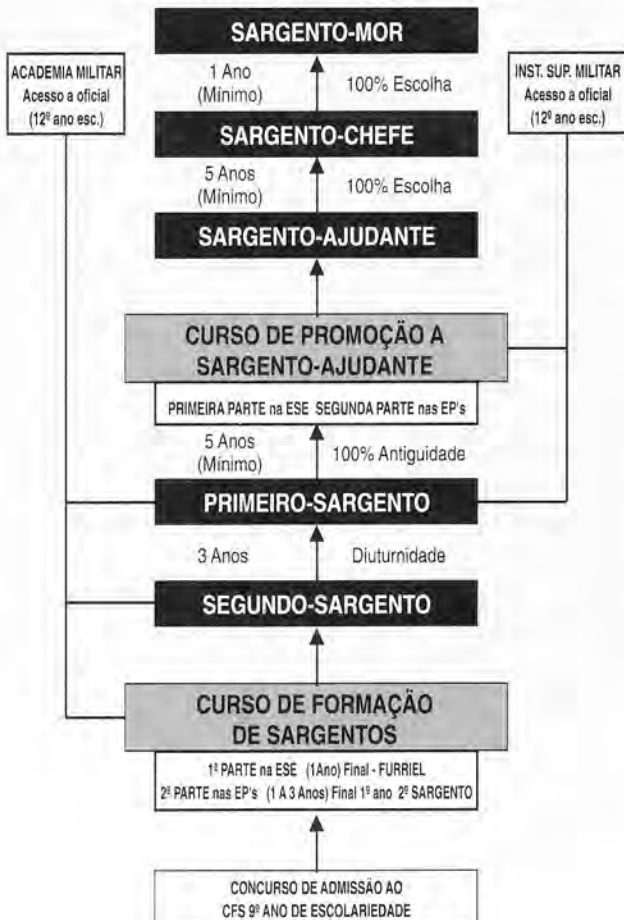 SARGENTO-MOR
ACADEMIA MILITAR
Acesso a oficial
(12º ano esc.)
1 Ano
(Mínimo)
100% Escolha
INST. SUP. MILITAR
Acesso a oficial
(12º ano esc.)
SARGENTO-CHEFE
5 Anos
(Mínimo)
100% Escolha
SARGENTO-AJUDANTE
CURSO DE PROMOÇÃO A
SARGENTO-AJUDANTE
PRIMEIRA PARTE na ESE SEGUNDA PARTE nas EP's
5 Anos
(Mínimo)
100% Antiguidade
PRIMEIRO-SARGENTO
3 Anos
Diuturnidade
SEGUNDO-SARGENTO
CURSO DE FORMAÇÃO
DE SARGENTOS
1ª PARTE na ESE (1Ano) Final - FURRIEL
2ª PARTE nas EP's (1 A 3 Anos) Final 1º ano 2º SARGENTO
CONCURSO DE ADMISSÃO AO
CFS 9º ANO DE ESCOLARIEDADE